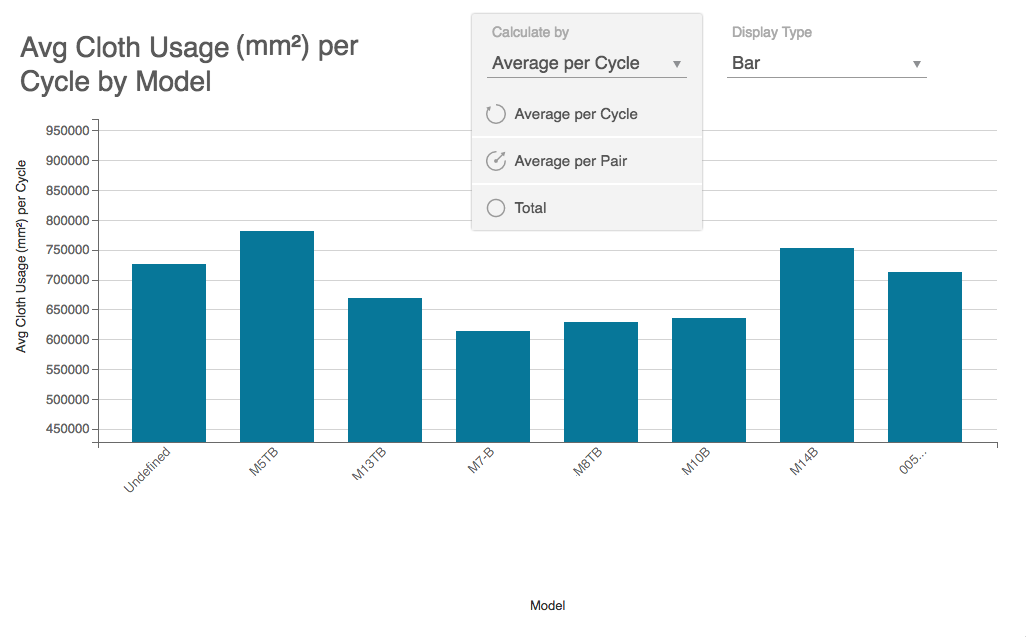 Avg Cloth Usage (mm²) per
Cycle by Model
Calculate by
Average per Cycle
Average per Cycle
Average per Pair
Total
Display Type
Bar
Avg Cloth Usage (mm²) per Cycle
950000
900000
850000
800000
750000
700000
650000
600000
550000
500000
450000
Undefined
M5TB
M13TB
M7-B
M8TB
M10B
M14B
005...
Model